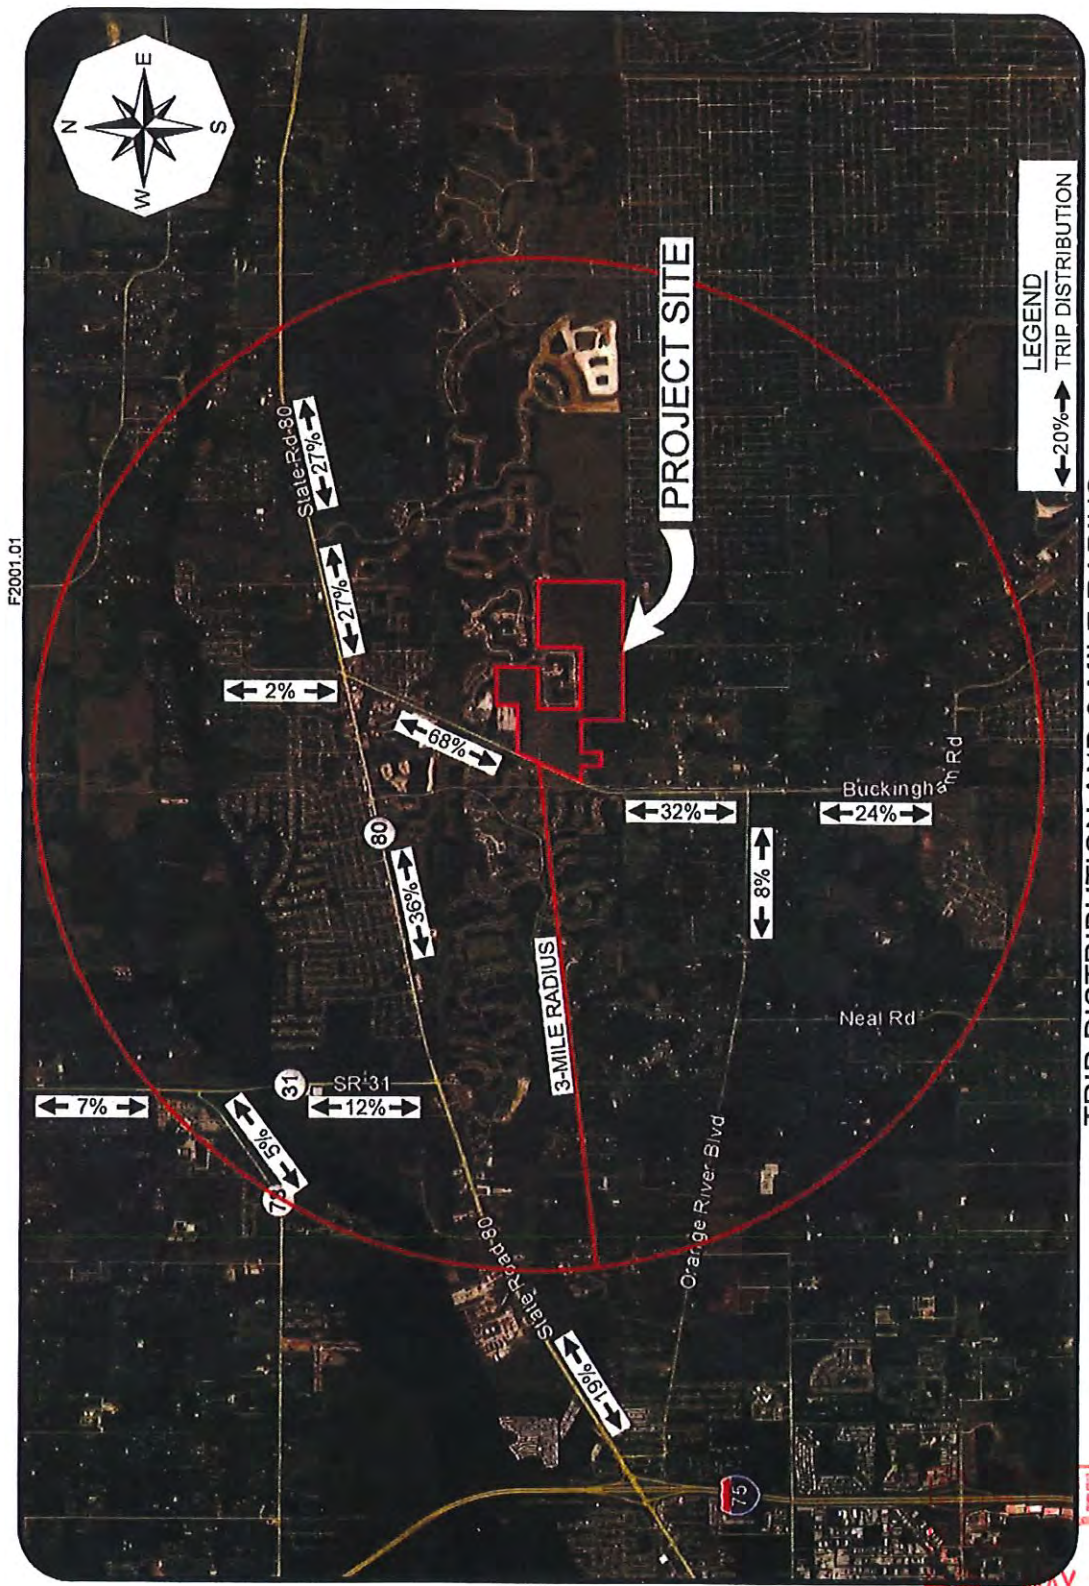 F2001.01
N
E
W
S
State-Rd-80
27%
27%
2%
68%
80
36%
PROJECT SITE
LEGEND
20% TRIP DISTRIBUTION
Buckingham Rd
32%
24%
8%
3-MILE RADIUS
Neal Rd
31
SR-31
7%
12%
5%
78
Orange River Blvd
State-Road-80
19%
75